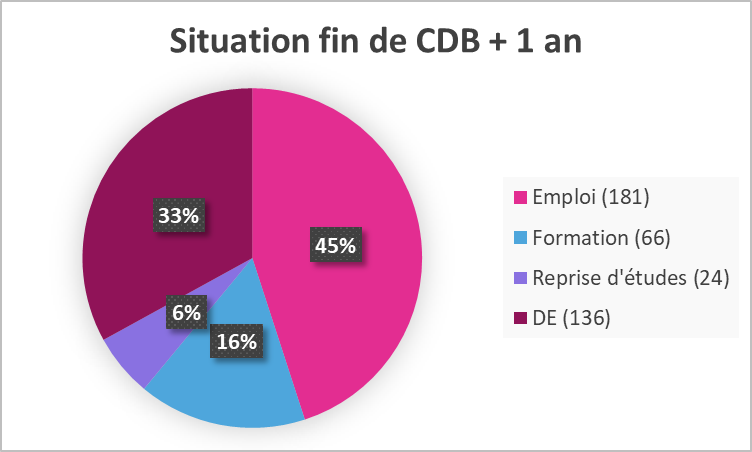 Situation fin de CDB + 1 an
33%
45%
6%
16%
Emploi (181)
Formation (66)
Reprise d'études (24)
DE (136)